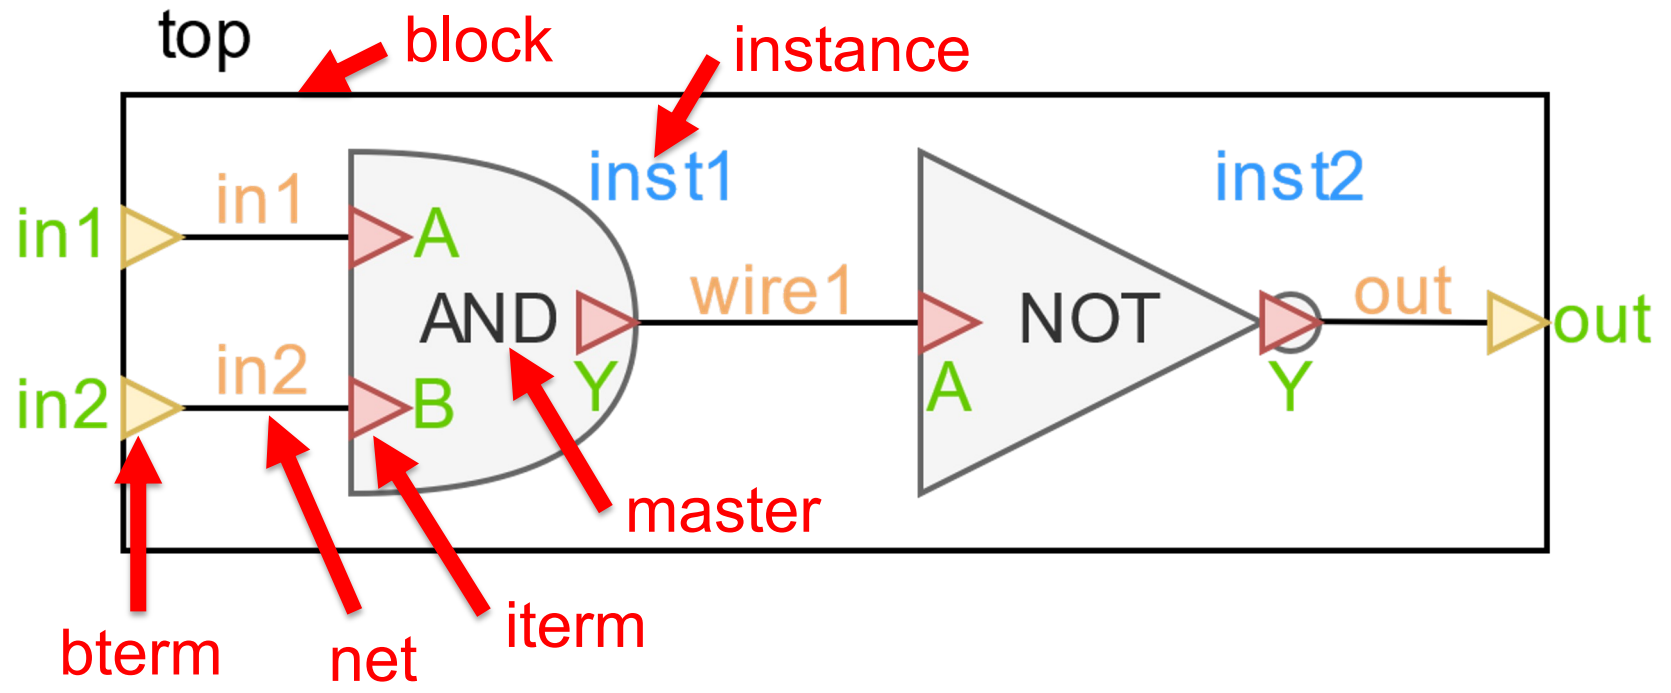 top
block
instance
inst1
inst2
in1
in1
A
AND
wire1
NOT
out
out
in2
in2
B
Y
A
Y
master
bterm
net
iterm